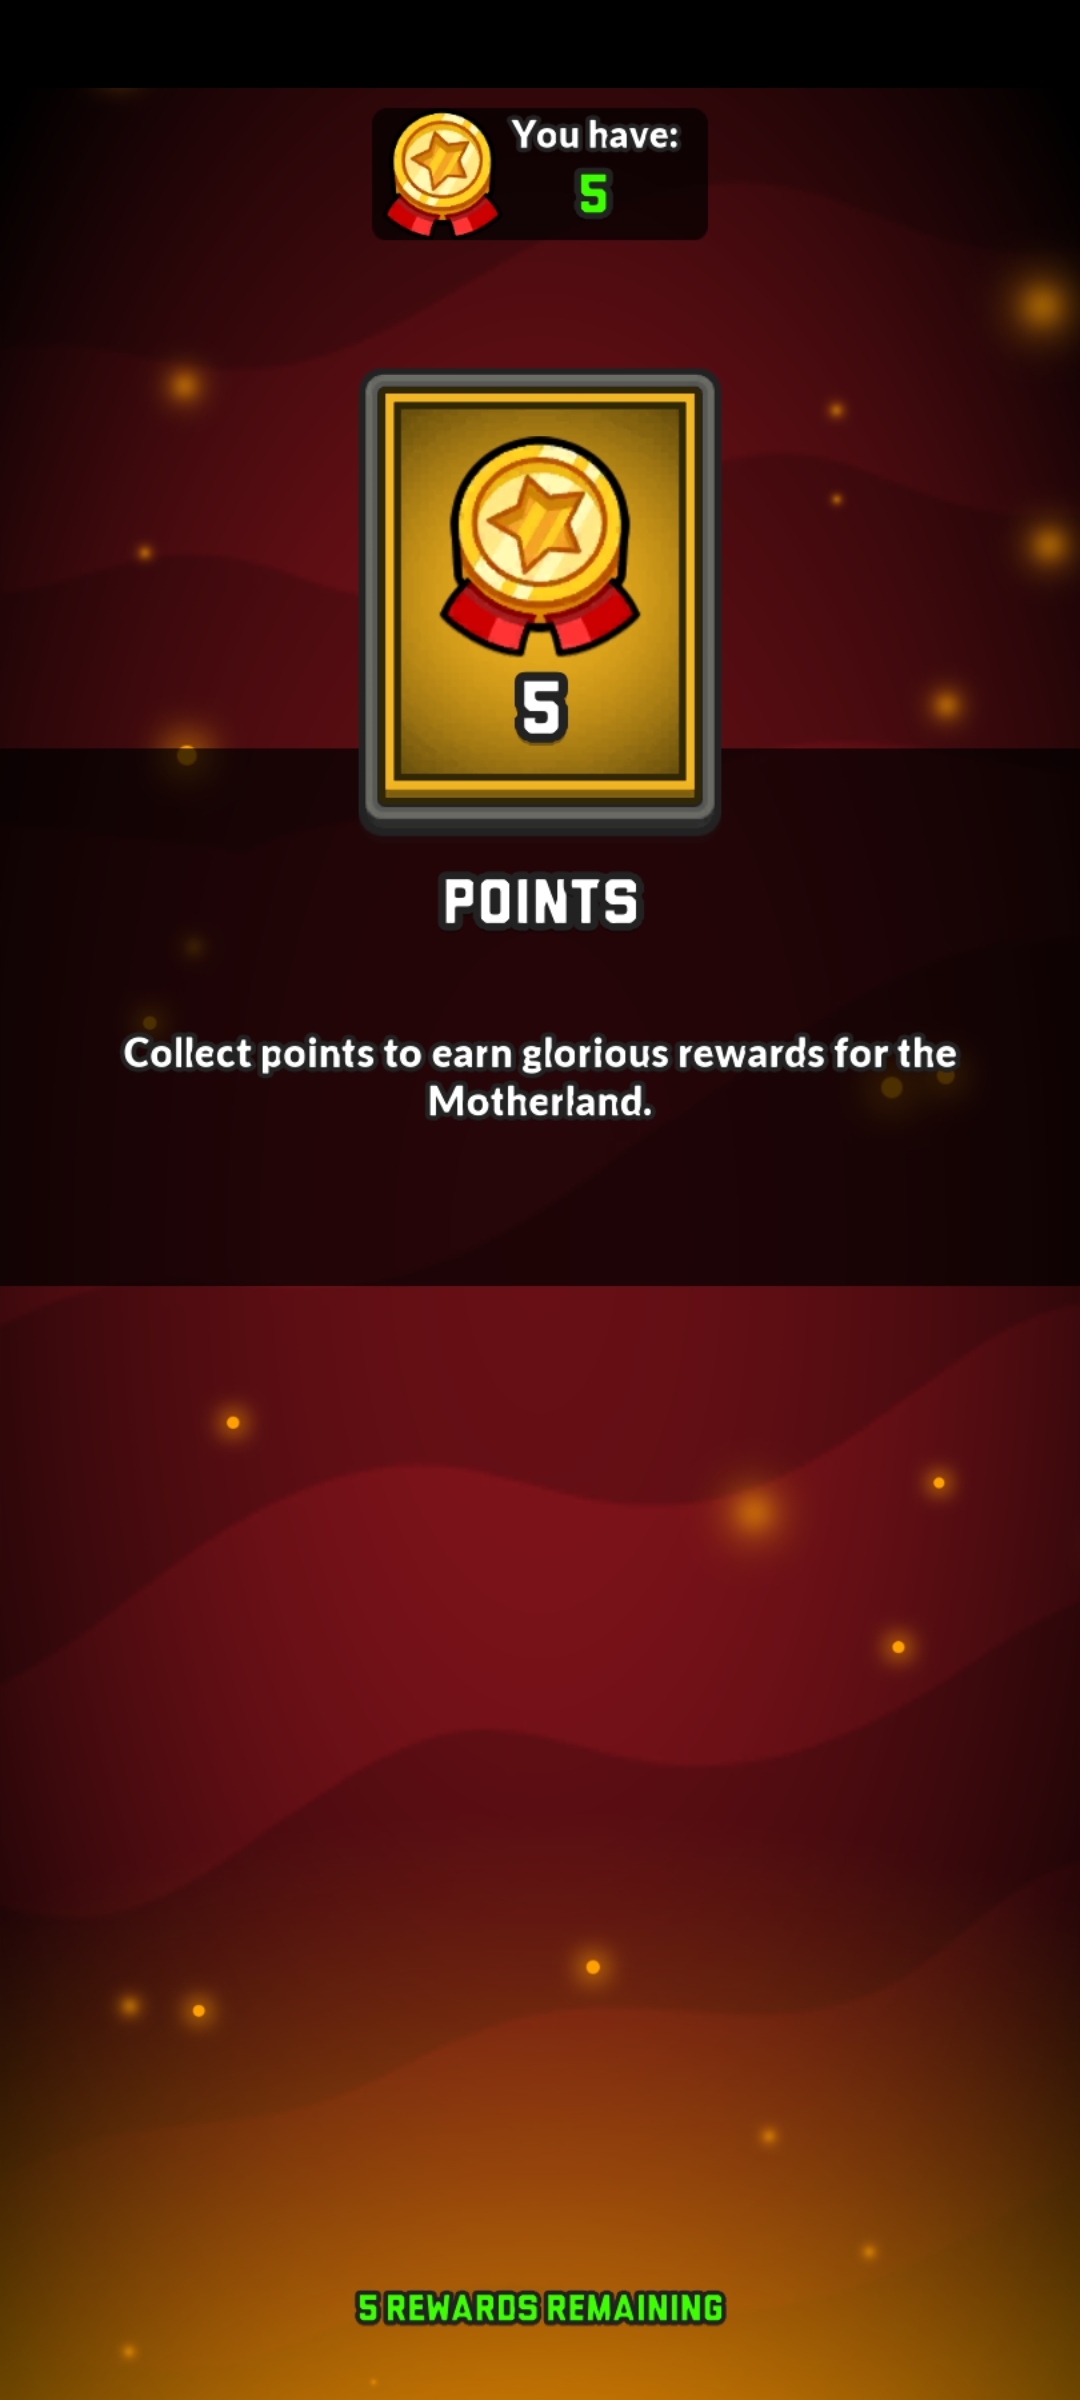 You have:
5
5
POINTS
Collect points to earn glorious rewards for the
Motherland.
5 REWARDS REMAINING